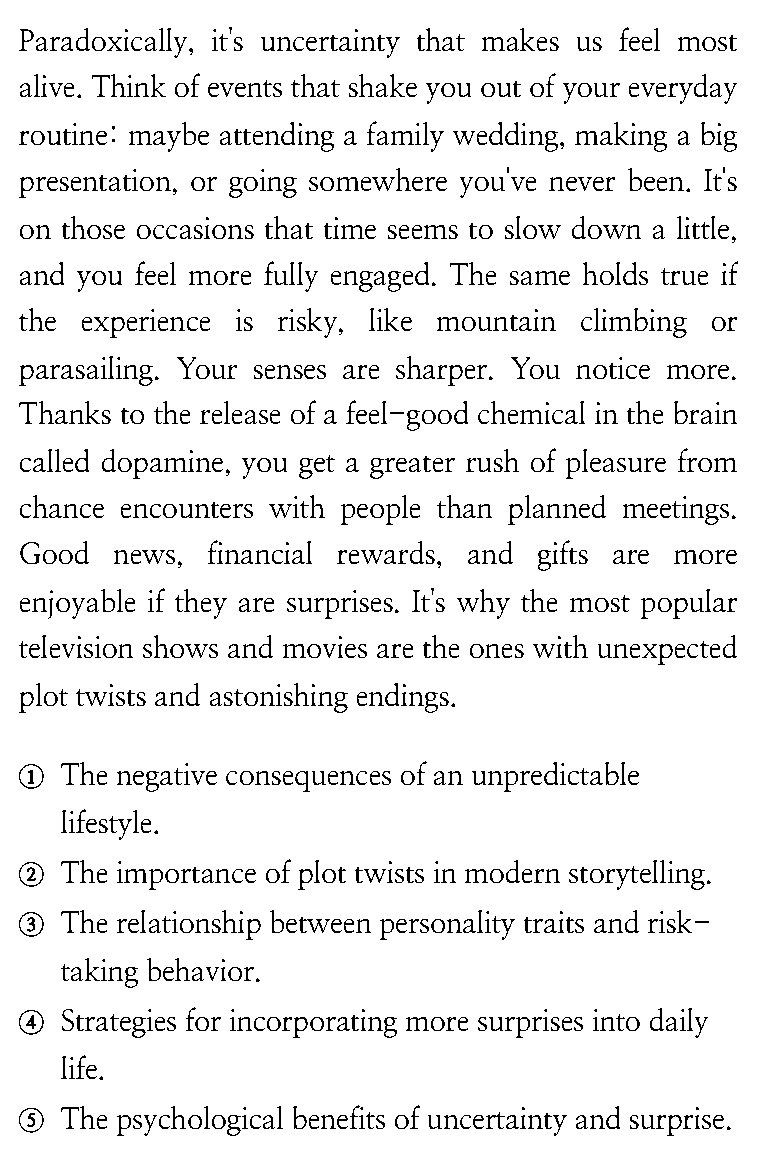 Paradoxically, it's uncertainty that makes us feel most
alive. Think of events that shake you out of your everyday
routine: maybe attending a family wedding, making a big
presentation, or going somewhere you've never been. It's
on those occasions that time seems to slow down a little,
and you feel more fully engaged. The same holds true if
the experience is risky, like mountain climbing or
parasailing. Your senses are sharper. You notice more.
Thanks to the release of a feel-good chemical in the brain
called dopamine, you get a greater rush of pleasure from
chance encounters with people than planned meetings.
Good news, financial rewards, and gifts are more
enjoyable if they are surprises. It's why the most popular
television shows and movies are the ones with unexpected
plot twists and astonishing endings.
① The negative consequences of an unpredictable
lifestyle.
② The importance of plot twists in modern storytelling.
③ The relationship between personality traits and risk-
taking behavior.
④ Strategies for incorporating more surprises into daily
life.
⑤ The psychological benefits of uncertainty and surprise.